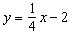 y = 1/4 x − 2